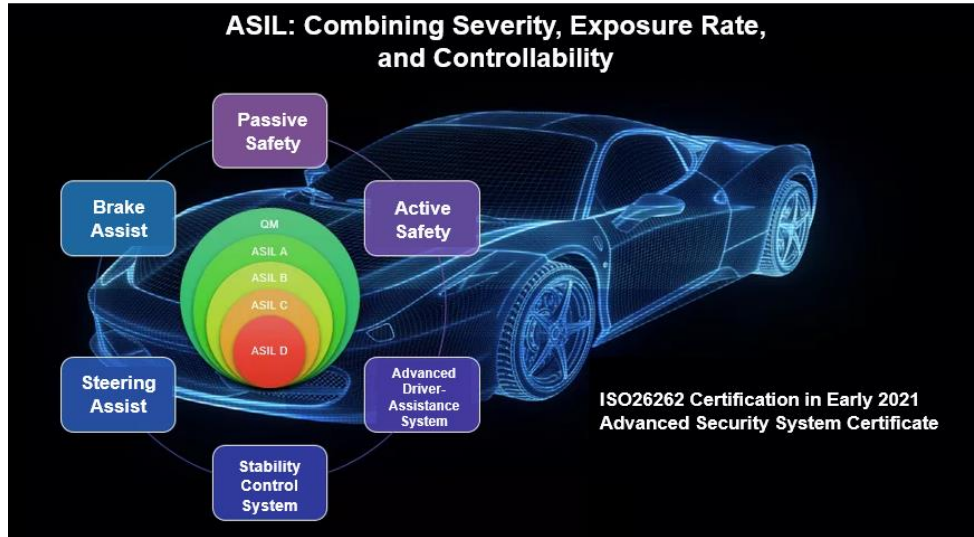 ASIL: Combining Severity, Exposure Rate,
and Controllability
Passive
Safety
Brake
Assist
Active
Safety
QM
ASIL A
ASIL B
ASIL C
ASIL D
Steering
Assist
Advanced
Driver-
Assistance
System
Stability
Control
System
ISO26262 Certification in Early 2021
Advanced Security System Certificate